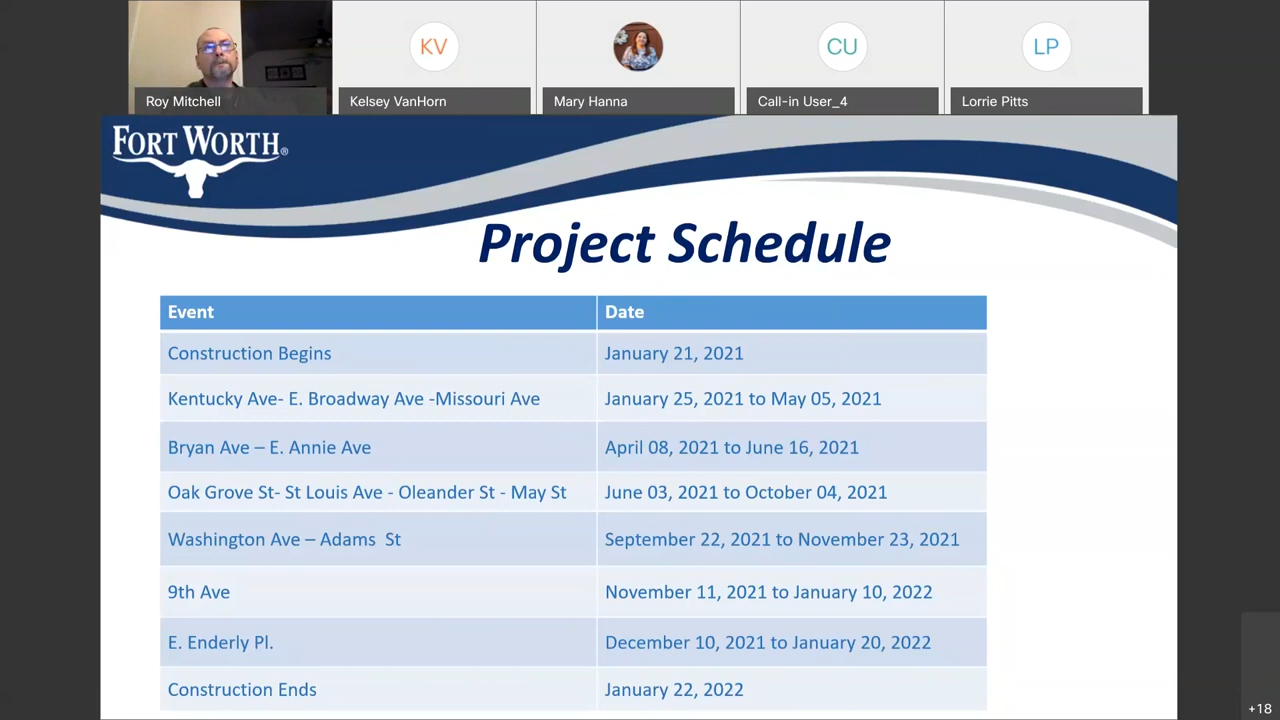 KV
CU
LP
Roy Mitchell
Kelsey VanHorn
Mary Hanna
Call-in User_4
Lorrie Pitts
FORT WORTH®
Project Schedule
Event Date
Construction Begins January 21, 2021
Kentucky Ave- E. Broadway Ave -Missouri Ave January 25, 2021 to May 05, 2021
Bryan Ave – E. Annie Ave April 08, 2021 to June 16, 2021
Oak Grove St- St Louis Ave - Oleander St - May St June 03, 2021 to October 04, 2021
Washington Ave – Adams  St September 22, 2021 to November 23, 2021
9th Ave November 11, 2021 to January 10, 2022
E. Enderly Pl. December 10, 2021 to January 20, 2022
Construction Ends January 22, 2022
+18